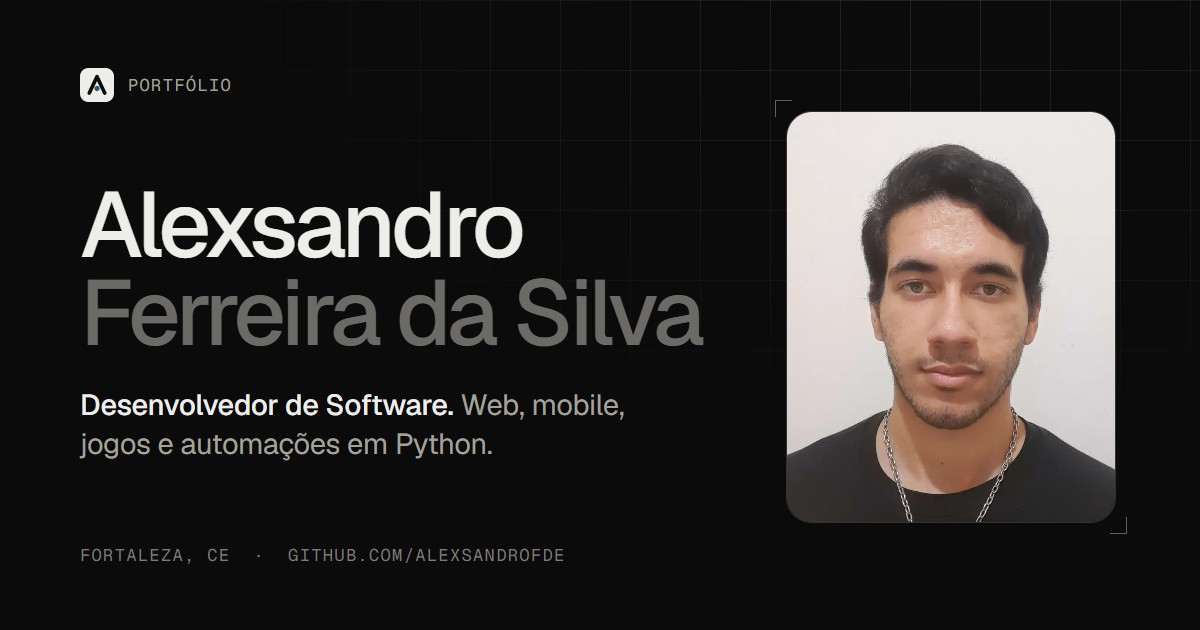 PORTFÓLIO
Alexsandro
Ferreira da Silva
Desenvolvedor de Software. Web, mobile,
jogos e automações em Python.
FORTALEZA, CE · GITHUB.COM/ALEXSANDROFDE